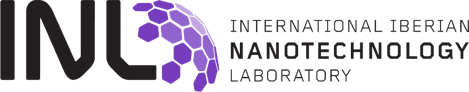 INL
INTERNATIONAL IBERIAN
NANOTECHNOLOGY
LABORATORY